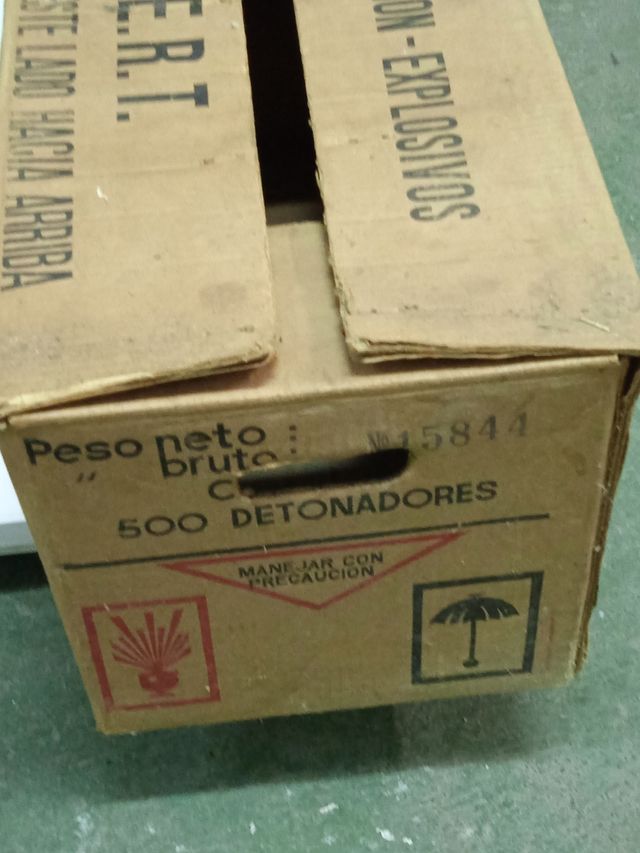 E.R.T.
ESTE LADO HACIA ARRIBA
ON - EXPLOSIVOS
Peso neto :
" bruto :
Nº 15844
500 DETONADORES
MANEJAR CON
PRECAUCION